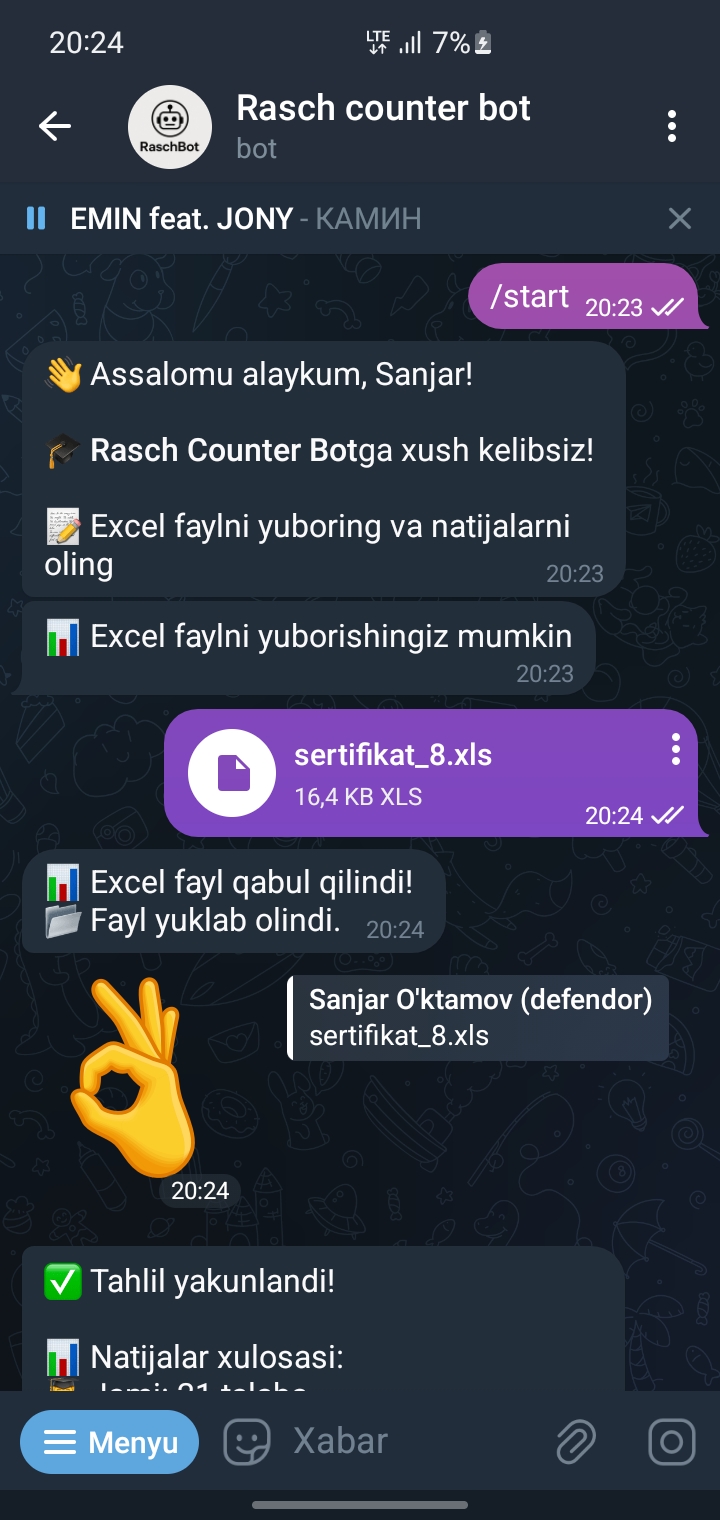 20:24
LTE
7%
RaschBot
Rasch counter bot
bot
EMIN feat. JONY - КАМИН
/start 20:23
👋 Assalomu alaykum, Sanjar!
🎓 Rasch Counter Botga xush kelibsiz!
📝 Excel faylni yuboring va natijalarni
oling
20:23
📊 Excel faylni yuborishingiz mumkin
20:23
sertifikat_8.xls
16,4 KB XLS
20:24
📊 Excel fayl qabul qilindi!
📂 Fayl yuklab olindi. 20:24
Sanjar O'ktamov (defendor)
sertifikat_8.xls
20:24
✅ Tahlil yakunlandi!
📊 Natijalar xulosasi:
Menyu
Xabar